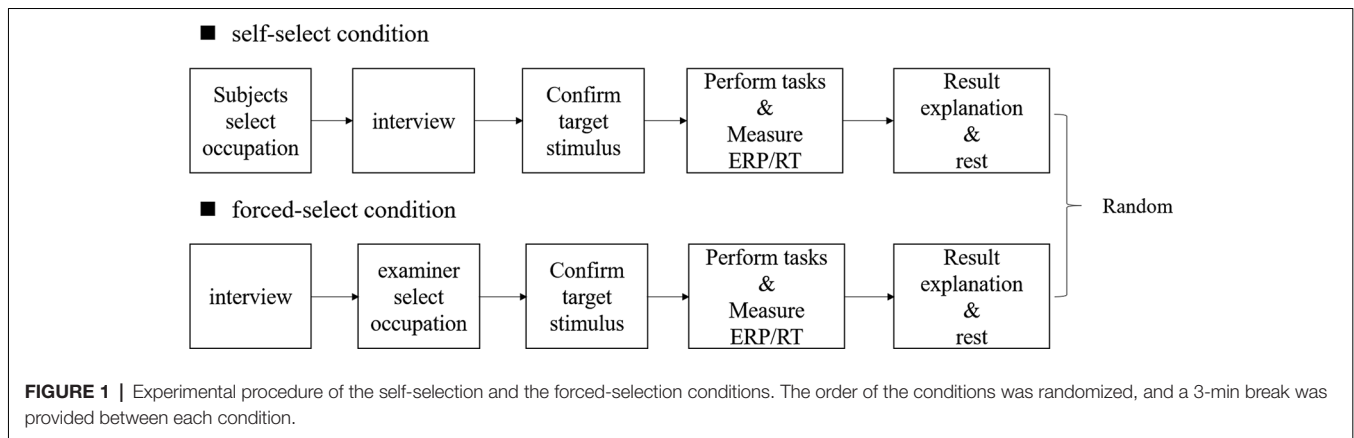 ■ self-select condition
Subjects
select
occupation
interview
Confirm
target
stimulus
Perform tasks
&
Measure
ERP/RT
Result
explanation
&
rest
■ forced-select condition
interview
examiner
select
occupation
Confirm
target
stimulus
Perform tasks
&
Measure
ERP/RT
Result
explanation
&
rest
Random
FIGURE 1 | Experimental procedure of the self-selection and the forced-selection conditions. The order of the conditions was randomized, and a 3-min break was
provided between each condition.